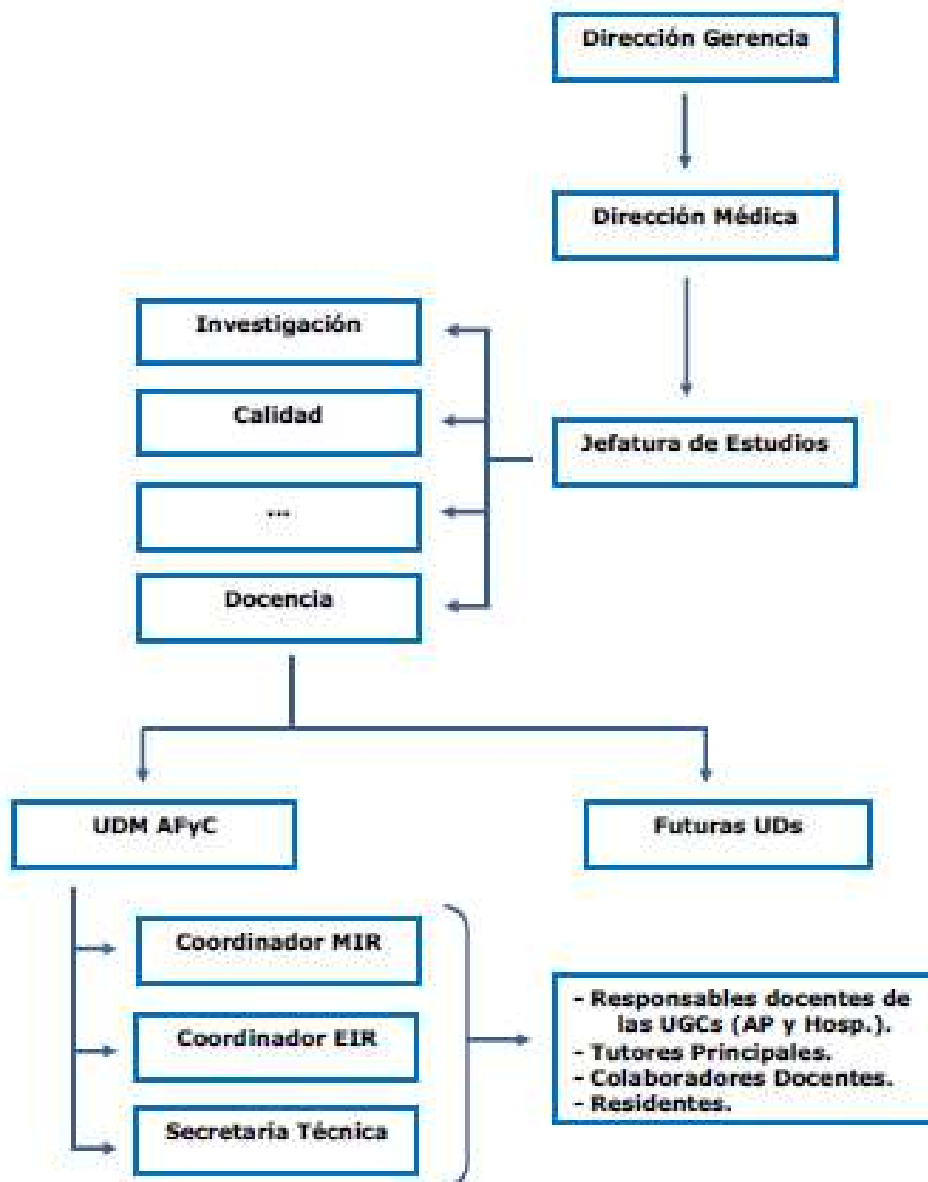 Dirección Gerencia
Dirección Médica
Investigación
Calidad
Jefatura de Estudios
...
Docencia
UDM AFyC
Futuras UDs
Coordinador MIR
Coordinador EIR
Secretaría Técnica
- Responsables docentes de
las UGCs (AP y Hosp.).
- Tutores Principales.
- Colaboradores Docentes.
- Residentes.